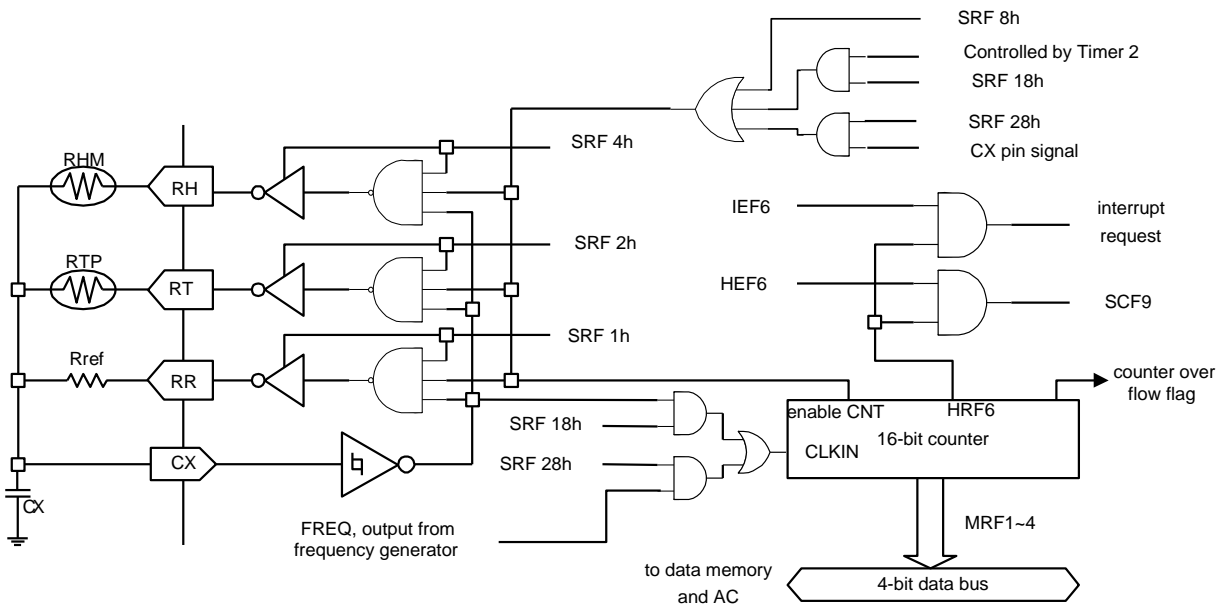 SRF 8h
Controlled by Timer 2
SRF 18h
SRF 28h
CX pin signal
SRF 4h
RHM
RH
IEF6
interrupt
request
SRF 2h
RTP
RT
HEF6
SCF9
SRF 1h
Rref
RR
counter over
flow flag
enable CNT
HRF6
SRF 18h
16-bit counter
CLKIN
CX
SRF 28h
CX
FREQ, output from
frequency generator
MRF1~4
to data memory
and AC
4-bit data bus